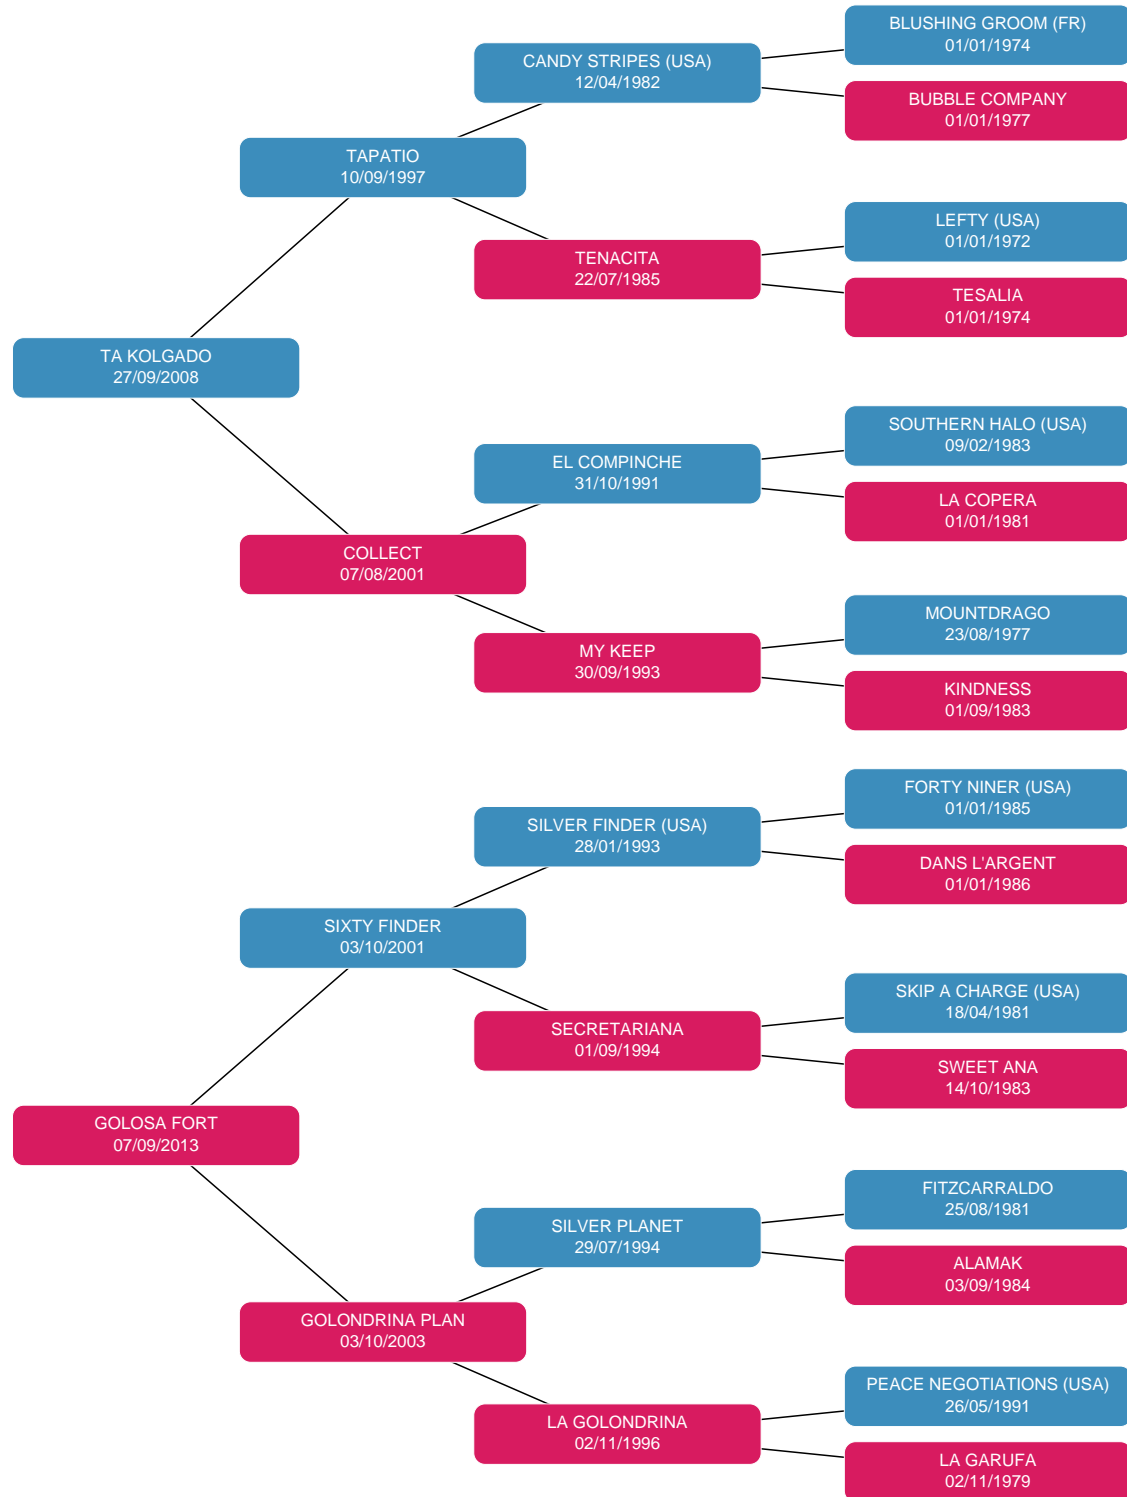 BLUSHING GROOM (FR)
01/01/1974
CANDY STRIPES (USA)
12/04/1982
BUBBLE COMPANY
01/01/1977
TAPATIO
10/09/1997
LEFTY (USA)
01/01/1972
TENACITA
22/07/1985
TESALIA
01/01/1974
TA KOLGADO
27/09/2008
SOUTHERN HALO (USA)
09/02/1983
EL COMPINCHE
31/10/1991
LA COPERA
01/01/1981
COLLECT
07/08/2001
MOUNTDRAGO
23/08/1977
MY KEEP
30/09/1993
KINDNESS
01/09/1983
FORTY NINER (USA)
01/01/1985
SILVER FINDER (USA)
28/01/1993
DANS L'ARGENT
01/01/1986
SIXTY FINDER
03/10/2001
SKIP A CHARGE (USA)
18/04/1981
SECRETARIANA
01/09/1994
SWEET ANA
14/10/1983
GOLOSA FORT
07/09/2013
FITZCARRALDO
25/08/1981
SILVER PLANET
29/07/1994
ALAMAK
03/09/1984
GOLONDRINA PLAN
03/10/2003
PEACE NEGOTIATIONS (USA)
26/05/1991
LA GOLONDRINA
02/11/1996
LA GARUFA
02/11/1979